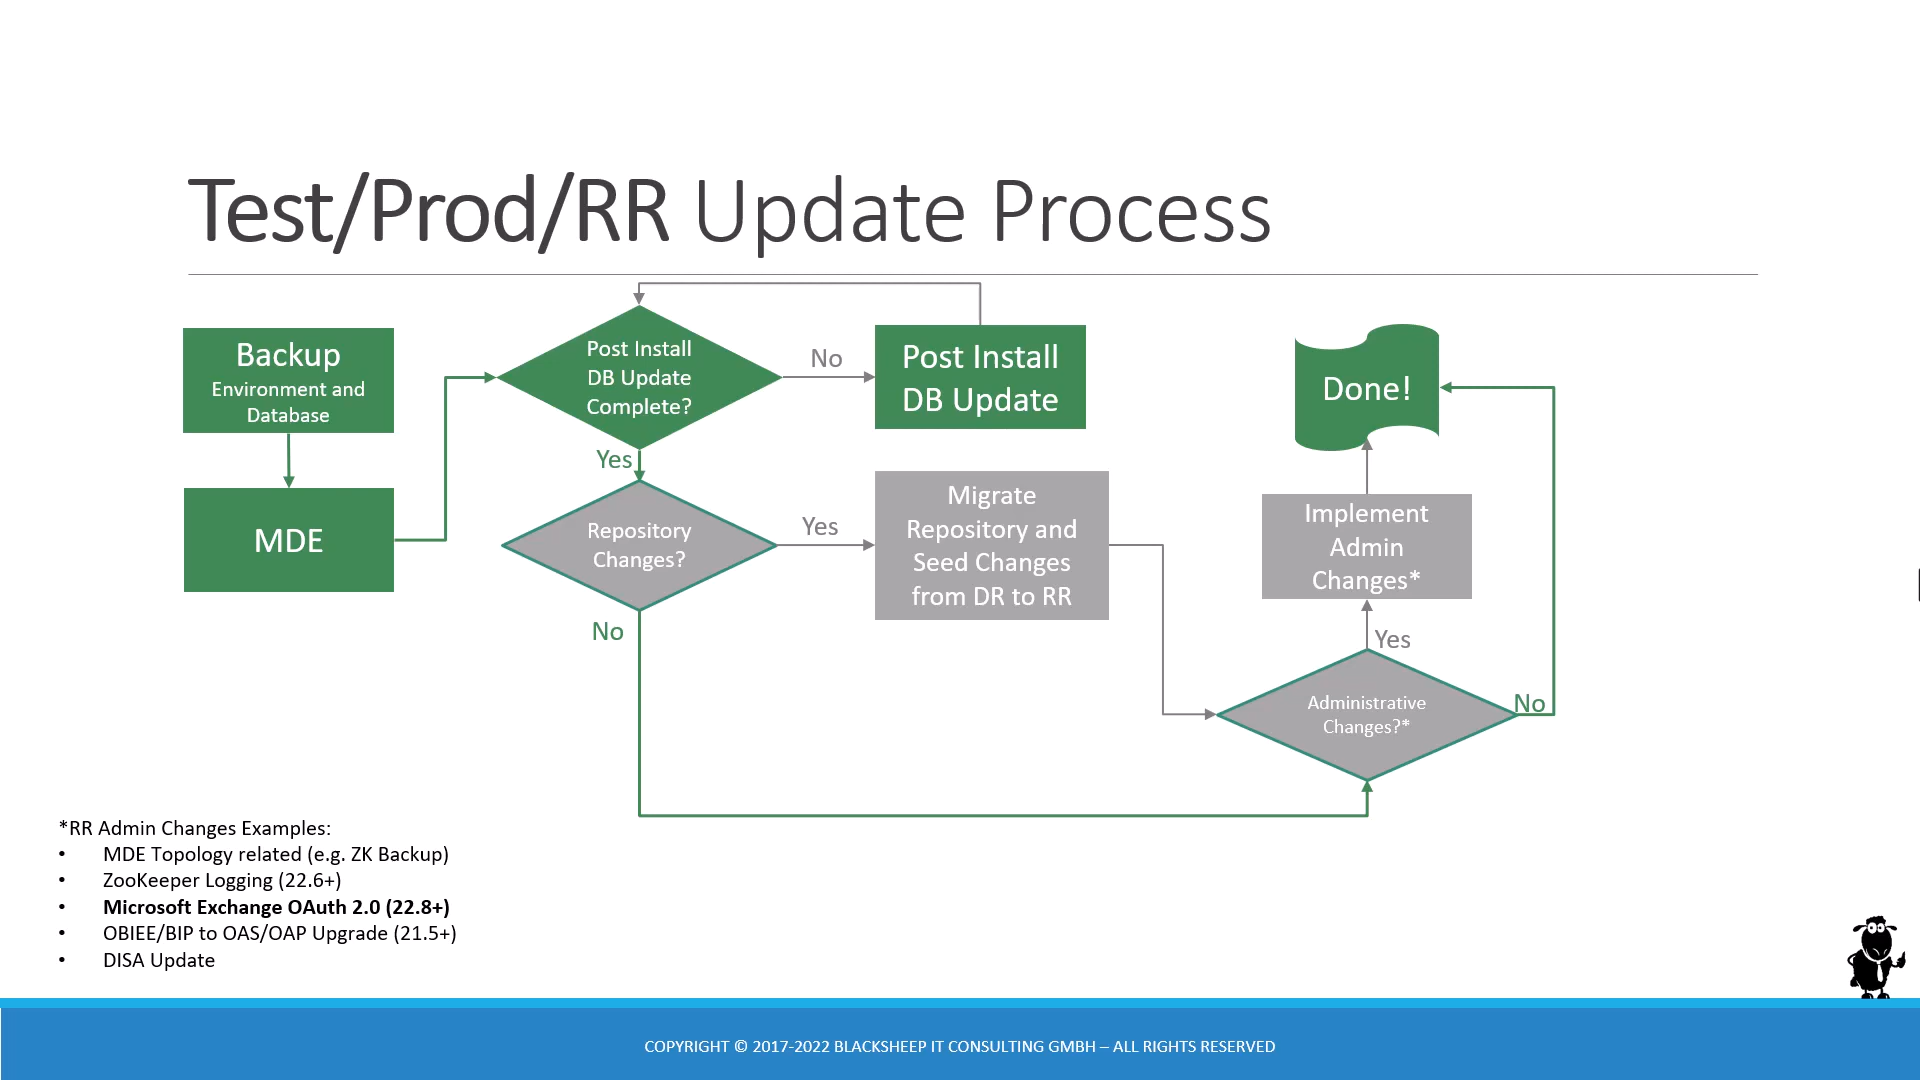 Test/Prod/RR Update Process
Backup
Environment and
Database
MDE
Post Install
DB Update
Complete?
No
Post Install
DB Update
Yes
Repository
Changes?
Yes
Migrate
Repository and
Seed Changes
from DR to RR
No
Done!
Implement
Admin
Changes*
Yes
Administrative
Changes?*
No
*RR Admin Changes Examples:
• MDE Topology related (e.g. ZK Backup)
• ZooKeeper Logging (22.6+)
• Microsoft Exchange OAuth 2.0 (22.8+)
• OBIEE/BIP to OAS/OAP Upgrade (21.5+)
• DISA Update
COPYRIGHT © 2017-2022 BLACKSHEEP IT CONSULTING GMBH – ALL RIGHTS RESERVED